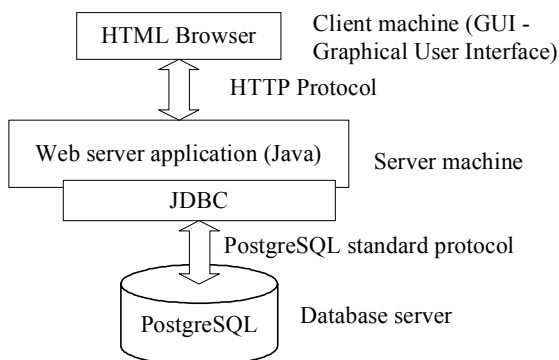 HTML Browser
Client machine (GUI -
Graphical User Interface)
HTTP Protocol
Web server application (Java)
Server machine
JDBC
PostgreSQL standard protocol
PostgreSQL
Database server